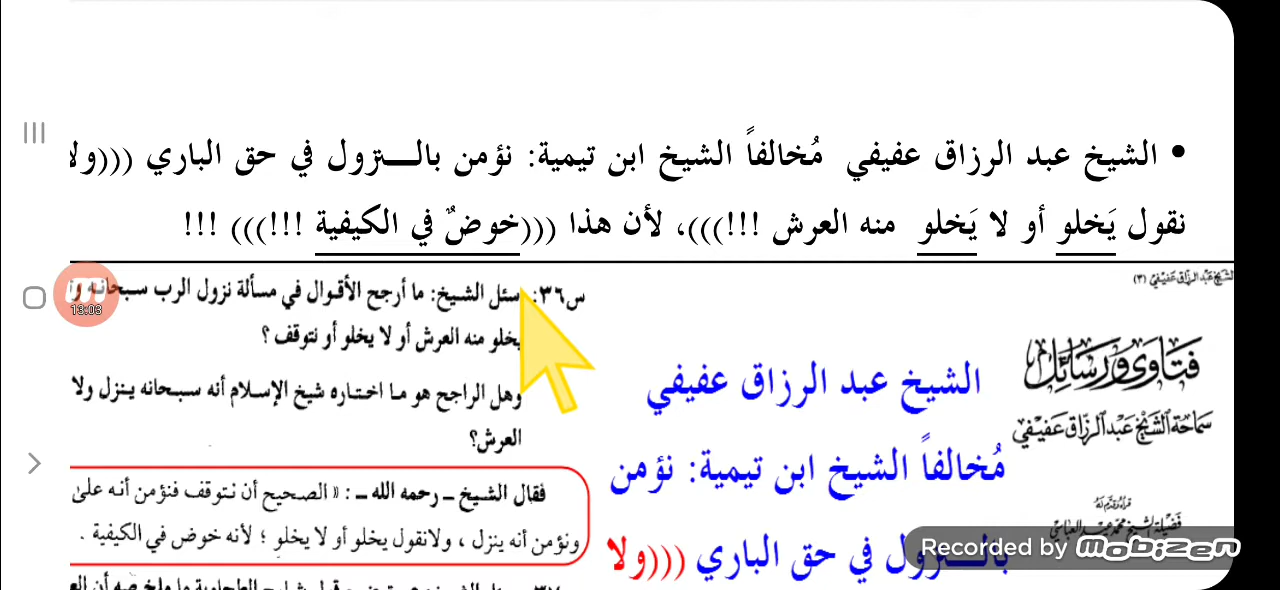 • الشيخ عبد الرزاق عفيفي مُخالفاً الشيخ ابن تيمية: نؤمن بالـــنزول في حق الباري (((ولا
نقول يَخلو أو لا يَخلو منه العرش !!!)))، لأن هذا (((خوضٌ في الكيفية !!!))) !!!
الشيخ عبد الرزاق عفيفي (٣)
س٣٦: سئل الشيخ: ما أرجح الأقوال في مسألة نزول الرب سبحانه
يخلو منه العرش أو لا يخلو أو نتوقف ؟
وهل الراجح هو ما اختاره شيخ الإسلام أنه سبحانه ينزل ولا
العرش؟
فقال الشيخ ـ رحمه الله ـ : « الصحيح أن نتوقف فنؤمن أنه على
ونؤمن أنه ينزل ، ولانقول يخلو أو لا يخلو ؛ لأنه خوض في الكيفية .
فتاوى ورسائل
سماحة الشيخ عبد الرزاق عفيفي
قرأه وقدم له
الشيخ عبد الرزاق عفيفي
مُخالفاً الشيخ ابن تيمية: نؤمن
بالـــنزول في حق الباري (((ولا
13:03
Recorded by mobizen